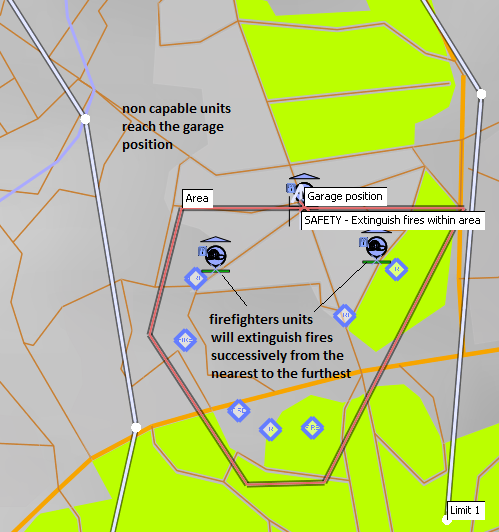 non capable units
reach the garage
position
Area
Garage position
SAFETY - Extinguish fires within area
firefighters units
will extinguish fires
successively from the
nearest to the furthest
Limit 1